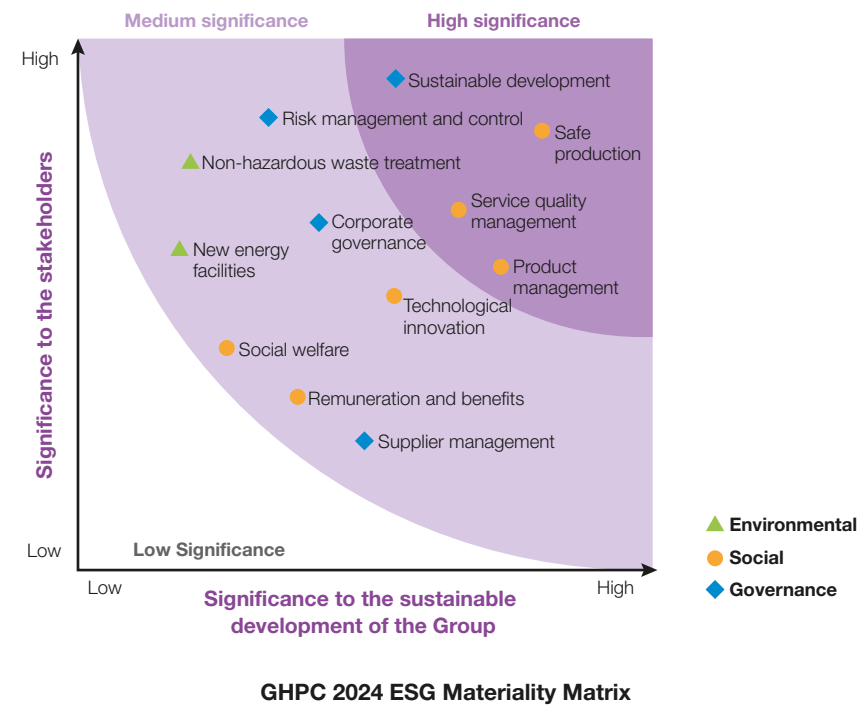 Medium significance
High significance
High
Sustainable development
Risk management and control
Safe
production
Non-hazardous waste treatment
Service quality
management
Corporate
governance
New energy
facilities
Product
management
Technological
innovation
Social welfare
Remuneration and benefits
Supplier management
Significance to the stakeholders
Low
Low Significance
Low
High
Significance to the sustainable
development of the Group
Environmental
Social
Governance
GHPC 2024 ESG Materiality Matrix